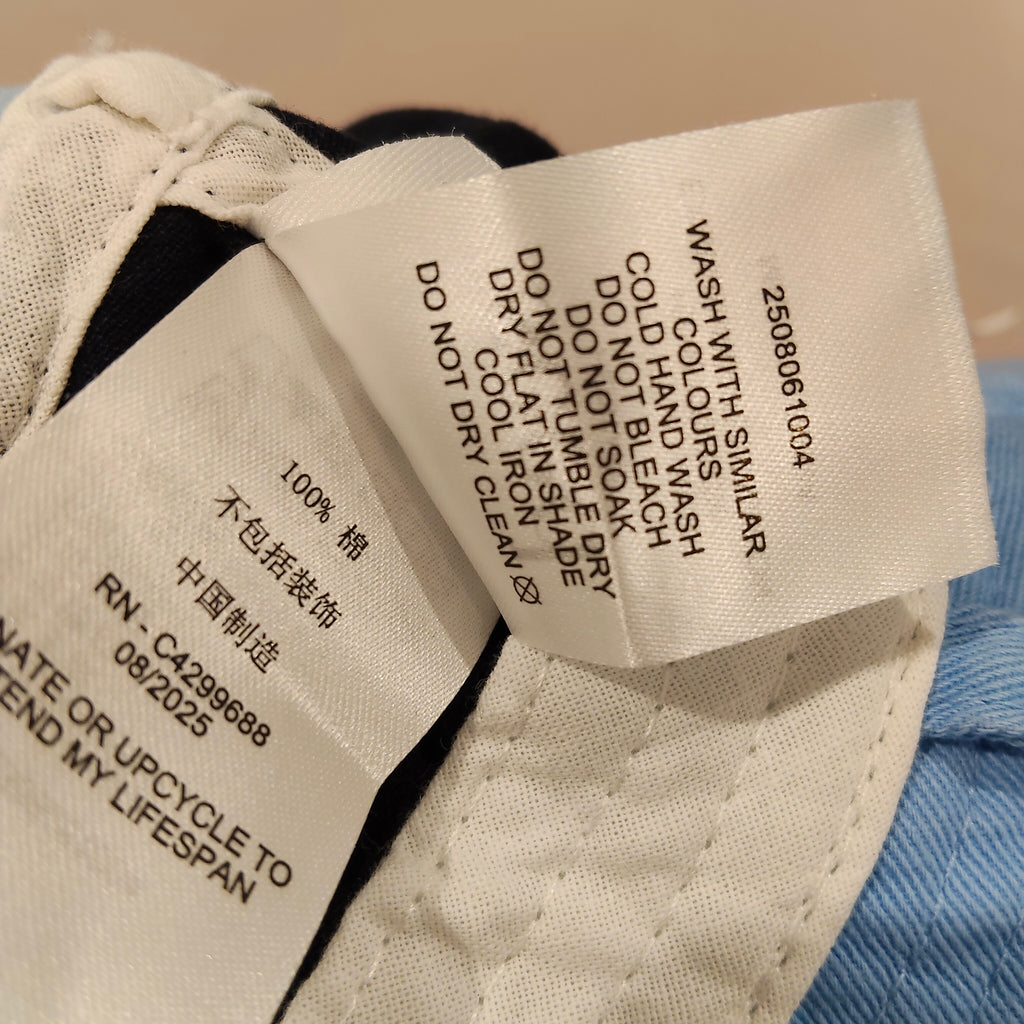 100% 棉
不包括装饰
中国制造
RN - C4299688
08/2025
OR UPCYCLE TO
MY LIFESPAN
2508061004
WASH WITH SIMILAR
COLOURS
COLD HAND WASH
DO NOT BLEACH
DO NOT SOAK
DO NOT TUMBLE DRY
DRY FLAT IN SHADE
COOL IRON
DO NOT DRY CLEAN